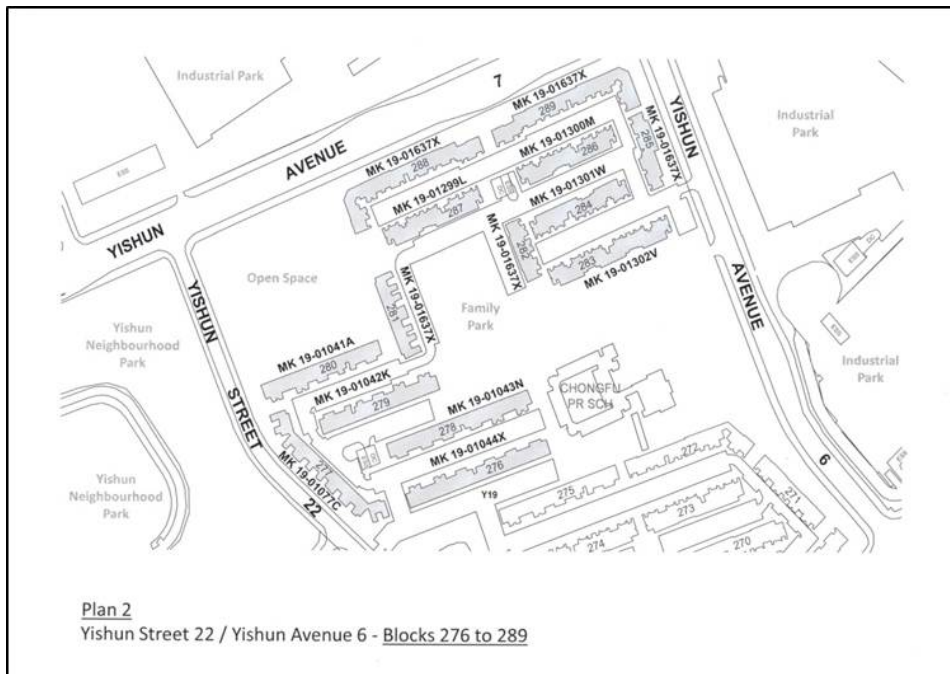 Industrial Park
7
MK 19-01637X
289
YISHUN
Industrial
Park
ESS
AVENUE
MK 19-01637X
288
MK 19-01300M
286
285
MK 19-01637X
MK 19-01299L
287
MK 19-01301W
284
YISHUN
Open Space
MK 19-01637X
282
283
MK 19-01302V
YISHUN
281
MK 19-01637X
Family
Park
AVENUE
Yishun
Neighbourhood
Park
MK 19-01041A
280
Industrial
Park
STREET
MK 19-01042K
279
MK 19-01043N
278
CHONGFU
PR SCH
277
MK 19-01077C
MK 19-01044X
276
272
6
Yishun
Neighbourhood
Park
22
Y19
275
273
271
274
270
Plan 2
Yishun Street 22 / Yishun Avenue 6 - Blocks 276 to 289